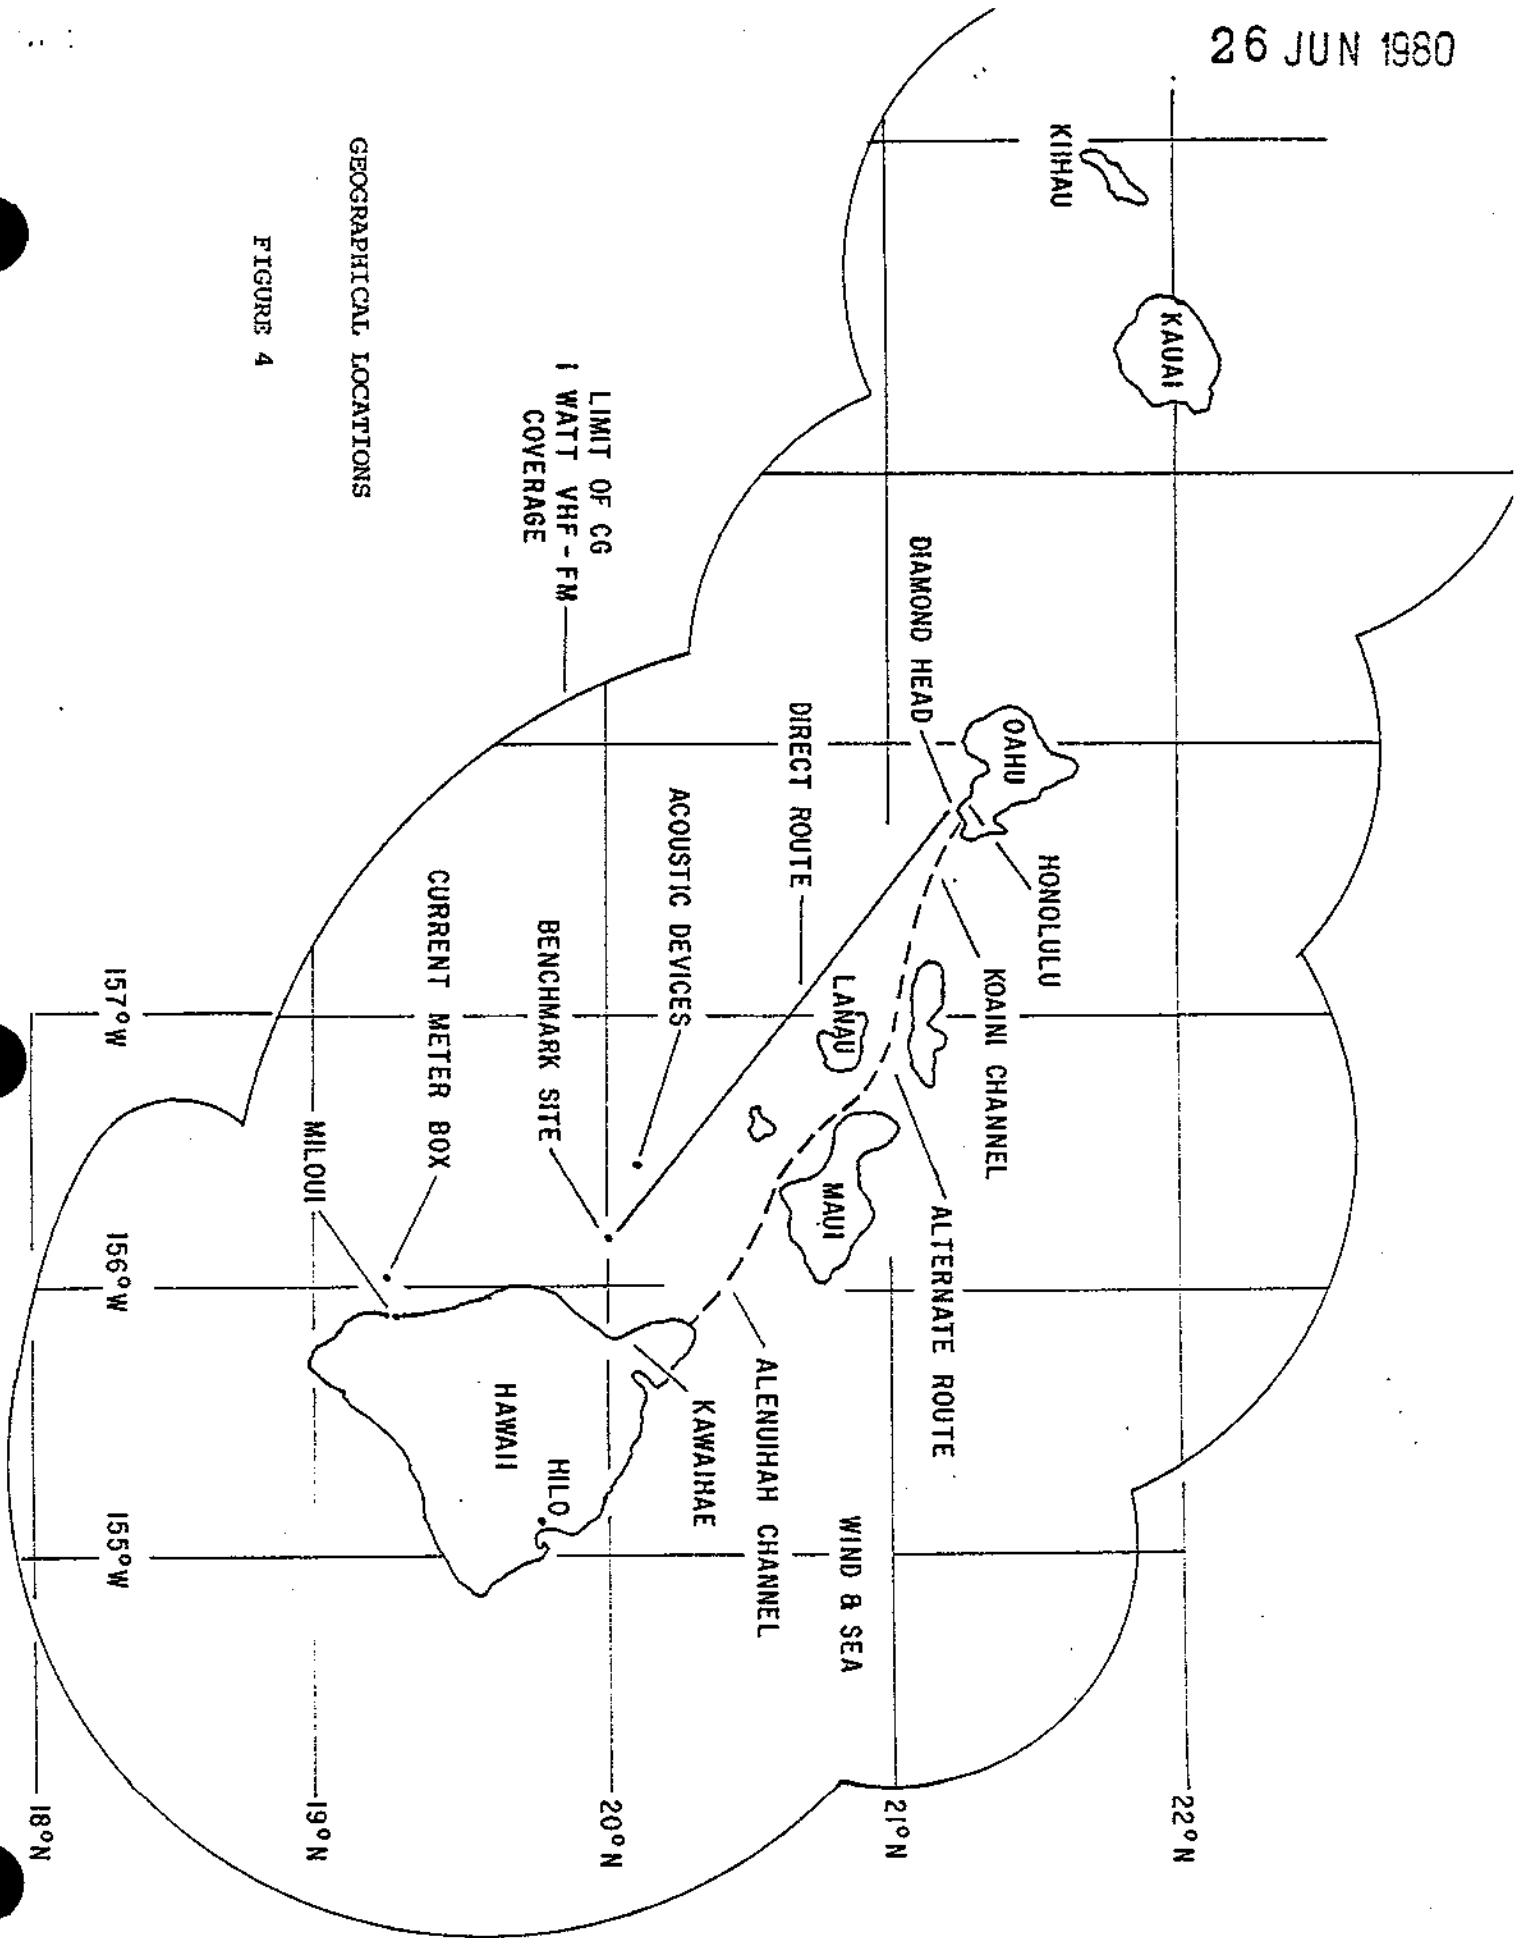 26 JUN 1980
KIIHAU
KAUAI
OAHU
DIAMOND HEAD
HONOLULU
KOAINI CHANNEL
DIRECT ROUTE
LANAU
ALTERNATE ROUTE
MAUI
LIMIT OF CG
1 WATT VHF-FM
COVERAGE
ACOUSTIC DEVICES
BENCHMARK SITE
CURRENT METER BOX
MILOUI
ALENUIHAH CHANNEL
KAWAIHAE
WIND & SEA
HAWAII
HILO
157°W
156°W
155°W
22°N
21°N
20°N
19°N
18°N
GEOGRAPHICAL LOCATIONS
FIGURE 4